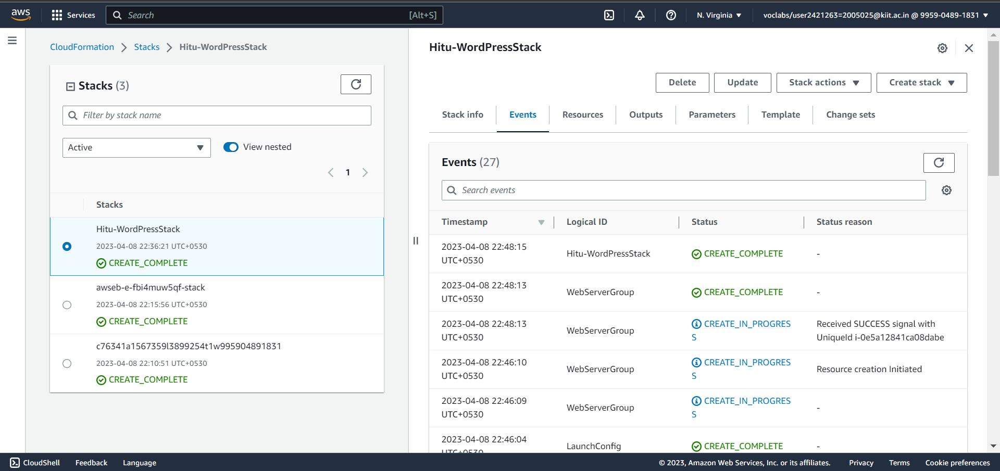 aws
Services
Search [Alt+S]
N. Virginia
voclabs/user2421263=2005025@kiit.ac.in @ 9959-0489-1831
CloudFormation
Stacks
Hitu-WordPressStack
Stacks (3)
Filter by stack name
Active
View nested
1
Stacks
Hitu-WordPressStack
2023-04-08 22:36:21 UTC+0530
CREATE_COMPLETE
awseb-e-fbi4muw5qf-stack
2023-04-08 22:15:56 UTC+0530
CREATE_COMPLETE
c76341a1567359l3899254t1w995904891831
2023-04-08 22:10:51 UTC+0530
CREATE_COMPLETE
Hitu-WordPressStack
Delete
Update
Stack actions
Create stack
Stack info
Events
Resources
Outputs
Parameters
Template
Change sets
Events (27)
Search events
Timestamp
Logical ID
Status
Status reason
2023-04-08 22:48:15
UTC+0530
Hitu-WordPressStack
CREATE_COMPLETE
-
2023-04-08 22:48:13
UTC+0530
WebServerGroup
CREATE_COMPLETE
-
2023-04-08 22:48:13
UTC+0530
WebServerGroup
CREATE_IN_PROGRES
S
Received SUCCESS signal with
UniqueId i-0e5a12841ca08dabe
2023-04-08 22:46:10
UTC+0530
WebServerGroup
CREATE_IN_PROGRES
S
Resource creation Initiated
2023-04-08 22:46:09
UTC+0530
WebServerGroup
CREATE_IN_PROGRES
S
-
2023-04-08 22:46:04
UTC+0530
LaunchConfig
CREATE_COMPLETE
-
CloudShell
Feedback
Language
© 2023, Amazon Web Services, Inc. or its affiliates.
Privacy
Terms
Cookie preferences